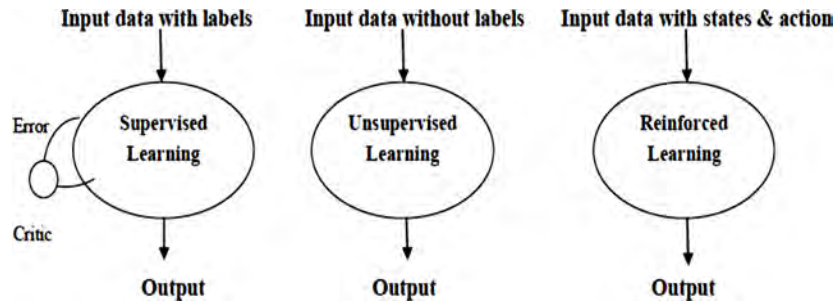 Input data with labels
Input data without labels
Input data with states & action
Error
Supervised
Learning
Unsupervised
Learning
Reinforced
Learning
Critic
Output
Output
Output